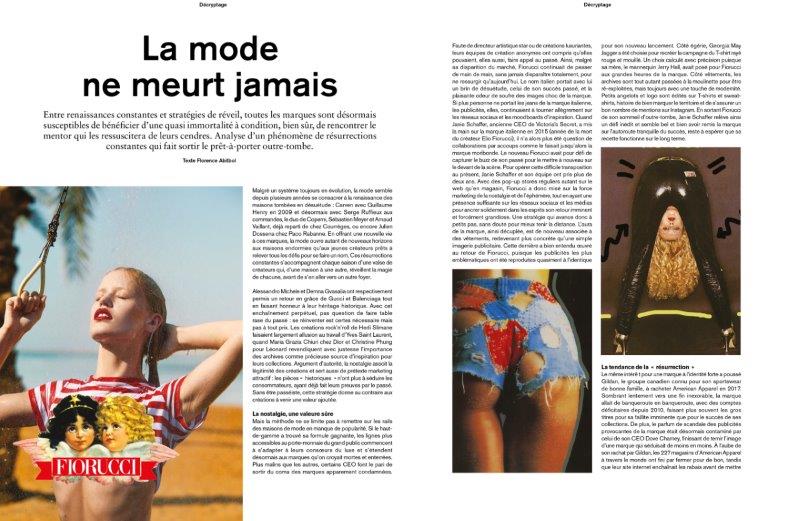 Décryptage
La mode
ne meurt jamais
Entre renaissances constantes et stratégies de réveil, toutes les marques sont désormais
susceptibles de bénéficier d'une quasi immortalité à condition, bien sûr, de rencontrer le
mentor qui les ressuscitera de leurs cendres. Analyse d'un phénomène de résurrections
constantes qui fait sortir le prêt-à-porter outre-tombe.
Texte Florence Abitbol
Malgré un système toujours en évolution, la mode semble
depuis plusieurs années se consacrer à la renaissance des
maisons tombées en désuétude : Carven avec Guillaume
Henry en 2009 et désormais avec Serge Ruffieux aux
commandes, le duo de Coperni, Sébastien Meyer et Arnaud
Vaillant, déjà reparti de chez Courrèges, ou encore Julien
Dossena chez Paco Rabanne. En offrant une nouvelle vie
à ces marques, la mode ouvre autant de nouveaux horizons
aux maisons endormies qu'aux jeunes créateurs prêts à
relever tous les défis pour se faire un nom. Ces résurrections
constantes s'accompagnent chaque saison d'une valse de
créateurs qui, d'une maison à une autre, réveillent la magie
de chacune, avant de s'en aller vers un autre foyer.
Alessandro Michele et Demna Gvasalia ont respectivement
permis un retour en grâce de Gucci et Balenciaga tout
en faisant honneur à leur héritage historique. Avec cet
enchaînement perpétuel, pas question de faire table
rase du passé : se réinventer est certes nécessaire mais
pas à tout prix. Les créations rock'n'roll de Hedi Slimane
faisaient largement allusion au travail d'Yves Saint Laurent,
quand Maria Grazia Chiuri chez Dior et Christine Phung
pour Léonard revendiquent avec justesse l'importance
des archives comme précieuse source d'inspiration pour
leurs collections. Argument d'autorité, la nostalgie assoit la
légitimité des créations et sert aussi de prétexte marketing
attractif : les pièces « historiques » n'ont plus à séduire les
consommateurs, ayant déjà fait leurs preuves par le passé.
Sans être passéiste, cette stratégie donne au contraire aux
créations à venir une valeur ajoutée.
La nostalgie, une valeure sûre
Mais la méthode ne se limite pas à remettre sur les rails
des maisons de mode en manque de popularité. Si le haut-
de-gamme a trouvé sa formule gagnante, les lignes plus
accessibles au porte-monnaie du grand public commencent
à s'adapter à leurs consœurs du luxe et s'étendent
désormais aux marques qu'on croyait mortes et enterrées.
Plus malins que les autres, certains CEO font le pari de
sortir du coma des marques apparemment condamnées.
FIORUCCI
Décryptage
Faute de directeur artistique star ou de créations luxuriantes,
leurs équipes de création anonymes ont compris qu'elles
pouvaient, elles aussi, faire appel au passé. Ainsi, malgré
sa disparition du marché, Fiorucci continuait de passer
de main en main, sans jamais disparaître totalement, pour
ne ressurgir qu'aujourd'hui. Le nom italien portait avec lui
un brin de désuétude, celui de son succès passé, et la
plaisante odeur de soufre des images choc de la marque.
Si plus personne ne portait les jeans de la marque italienne,
les publicités, elles, continuaient à tourner allègrement sur
les réseaux sociaux et les moodboards d'inspiration. Quand
Janie Schaffer, ancienne CEO de Victoria's Secret, a mis
la main sur la marque italienne en 2015 (année de la mort
du créateur Elio Fiorucci), il n'a alors plus été question de
collaborations par à-coups comme le faisait jusqu'alors la
marque moribonde. Le nouveau Fiorucci avait pour défi de
capturer le buzz de son passé pour le mettre à nouveau sur
le devant de la scène. Pour opérer cette difficile transposition
au présent, Janie Schaffer et son équipe ont pris plus de
deux ans. Avec des pop-up stores réguliers autant sur le
web qu'en magasin, Fiorucci a donc misé sur la force
marketing de la nostalgie et de l'éphémère, tout en ayant une
présence suffisante sur les réseaux sociaux et les médias
pour ancrer solidement dans les esprits son retour imminent
et forcément grandiose. Une stratégie qui avance donc à
petits pas, sans doute pour mieux tenir la distance. L'aura
de la marque, ainsi décuplée, est de nouveau associée à
des vêtements, redevenant plus concrète qu'une simple
imagerie publicitaire. Cette dernière a bien entendu œuvré
au retour de Fiorucci, puisque les publicités les plus
emblématiques ont été reproduites quasiment à l'identique
pour son nouveau lancement. Côté égérie, Georgia May
Jagger a été choisie pour recréer la campagne du T-shirt rayé
rouge et mouillé. Un choix calculé avec précision puisque
sa mère, le mannequin Jerry Hall, avait posé pour Fiorucci
aux grandes heures de la marque. Côté vêtements, les
archives sont tout autant passées à la moulinette pour être
ré-exploitées, mais toujours avec une touche de modernité.
Petits angelots et logo sont édités sur T-shirts et sweat-
shirts, histoire de bien marquer le territoire et de s'assurer un
bon nombre de mentions sur Instagram. En sortant Fiorucci
de son sommeil d'outre-tombe, Janie Schaffer relève ainsi
un défi inédit et semble bel et bien avoir remis la marque
sur l'autoroute tranquille du succès, reste à espérer que sa
recette fonctionne sur le long terme.
La tendance de la « résurrection »
Le même intérêt pour une marque à l'identité forte a poussé
Gildan, le groupe canadien connu pour son sportswear
de bonne famille, à racheter American Apparel en 2017.
Sombrant lentement vers une fin inexorable, la marque
allait de banqueroute en banqueroute, avec des comptes
déficitaires depuis 2010, faisant plus souvent les gros
titres pour sa faillite imminente que pour le succès de ses
collections. De plus, le parfum de scandale des publicités
provocantes de la marque était désormais contaminé par
celui de son CEO Dove Charney, finissant de ternir l'image
d'une marque qui séduisait de moins en moins. À l'aube de
son rachat par Gildan, les 227 magasins d'American Apparel
à travers le monde ont fini par fermer pour de bon, tandis
que leur site internet enchaînait les rabais avant de mettre